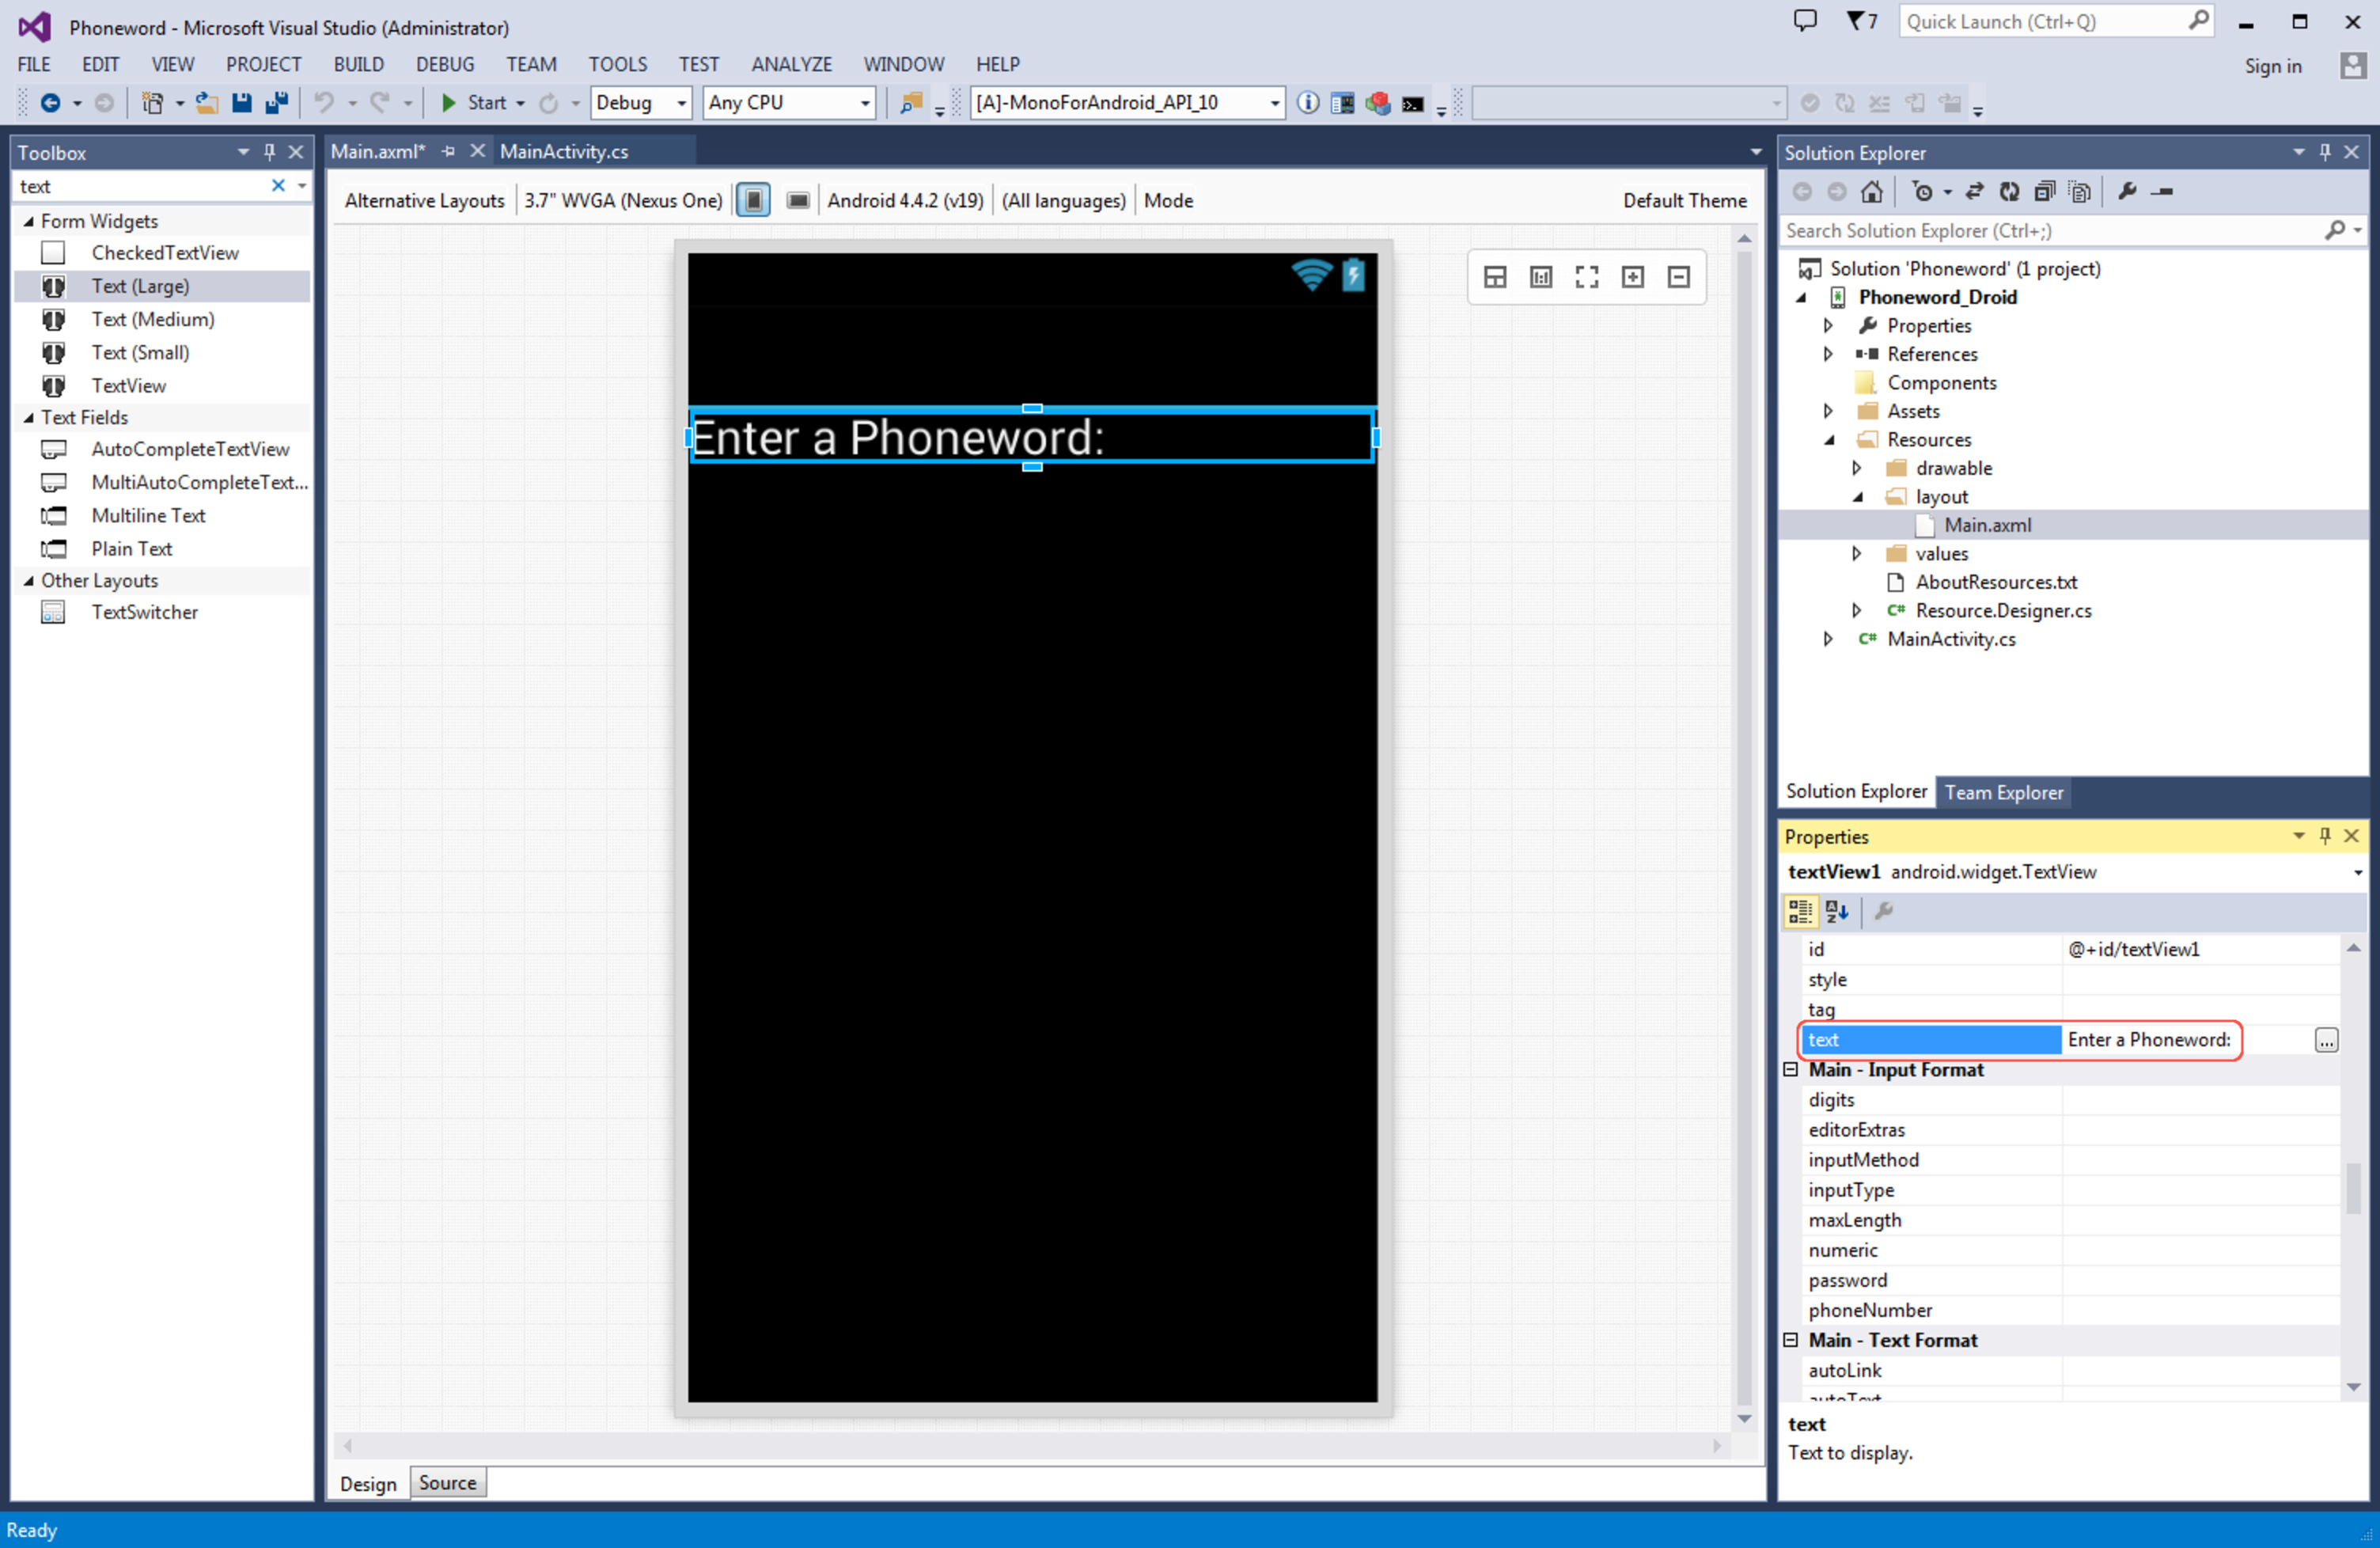 Phoneword - Microsoft Visual Studio (Administrator)
7
Quick Launch (Ctrl+Q)
FILE EDIT VIEW PROJECT BUILD DEBUG TEAM TOOLS TEST ANALYZE WINDOW HELP
Sign in
Start
Debug
Any CPU
[A]-MonoForAndroid_API_10
Toolbox
text
Form Widgets
CheckedTextView
Text (Large)
Text (Medium)
Text (Small)
TextView
Text Fields
AutoCompleteTextView
MultiAutoCompleteText...
Multiline Text
Plain Text
Other Layouts
TextSwitcher
Main.axml*
MainActivity.cs
Alternative Layouts
3.7" WVGA (Nexus One)
Android 4.4.2 (v19)
(All languages)
Mode
Default Theme
Enter a Phoneword:
Design
Source
Solution Explorer
Search Solution Explorer (Ctrl+;)
Solution 'Phoneword' (1 project)
Phoneword_Droid
Properties
References
Components
Assets
Resources
drawable
layout
Main.axml
values
AboutResources.txt
C# Resource.Designer.cs
C# MainActivity.cs
Solution Explorer
Team Explorer
Properties
textView1 android.widget.TextView
id @+id/textView1
style
tag
text Enter a Phoneword:
...
Main - Input Format
digits
editorExtras
inputMethod
inputType
maxLength
numeric
password
phoneNumber
Main - Text Format
autoLink
autoText
text
Text to display.
Ready